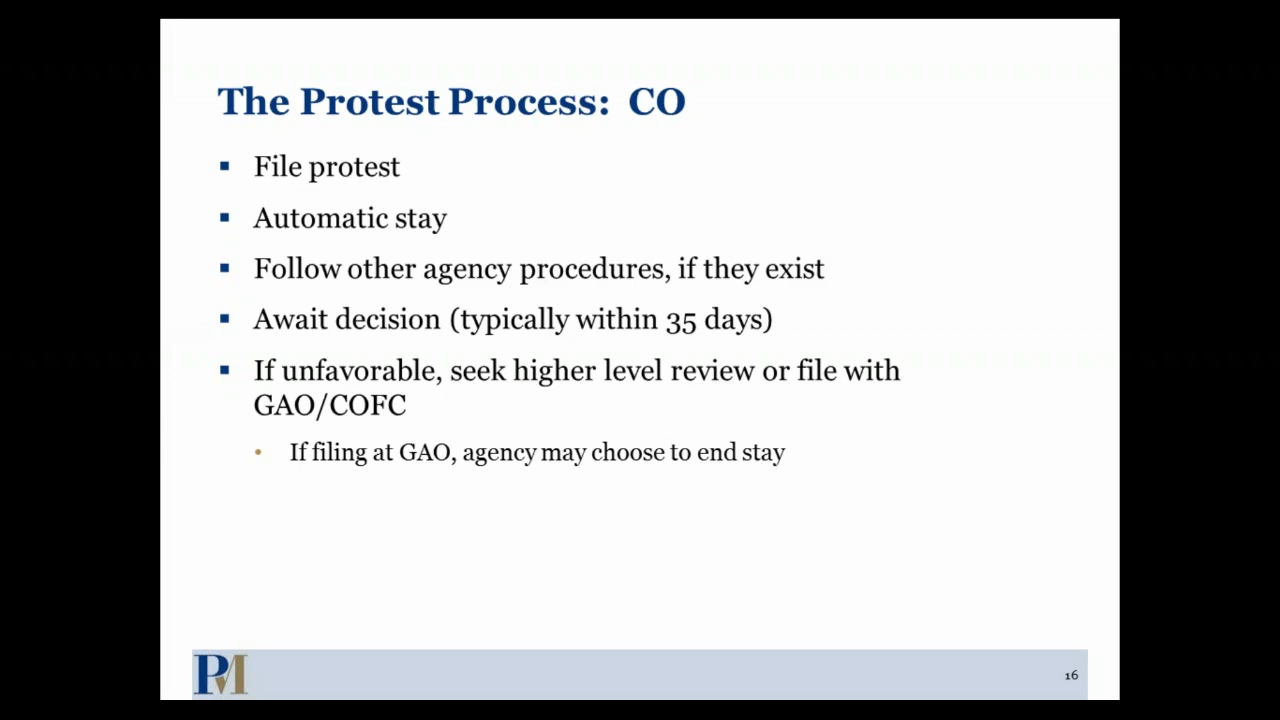 The Protest Process: CO
▪ File protest
▪ Automatic stay
▪ Follow other agency procedures, if they exist
▪ Await decision (typically within 35 days)
▪ If unfavorable, seek higher level review or file with
GAO/COFC
• If filing at GAO, agency may choose to end stay
PM
16